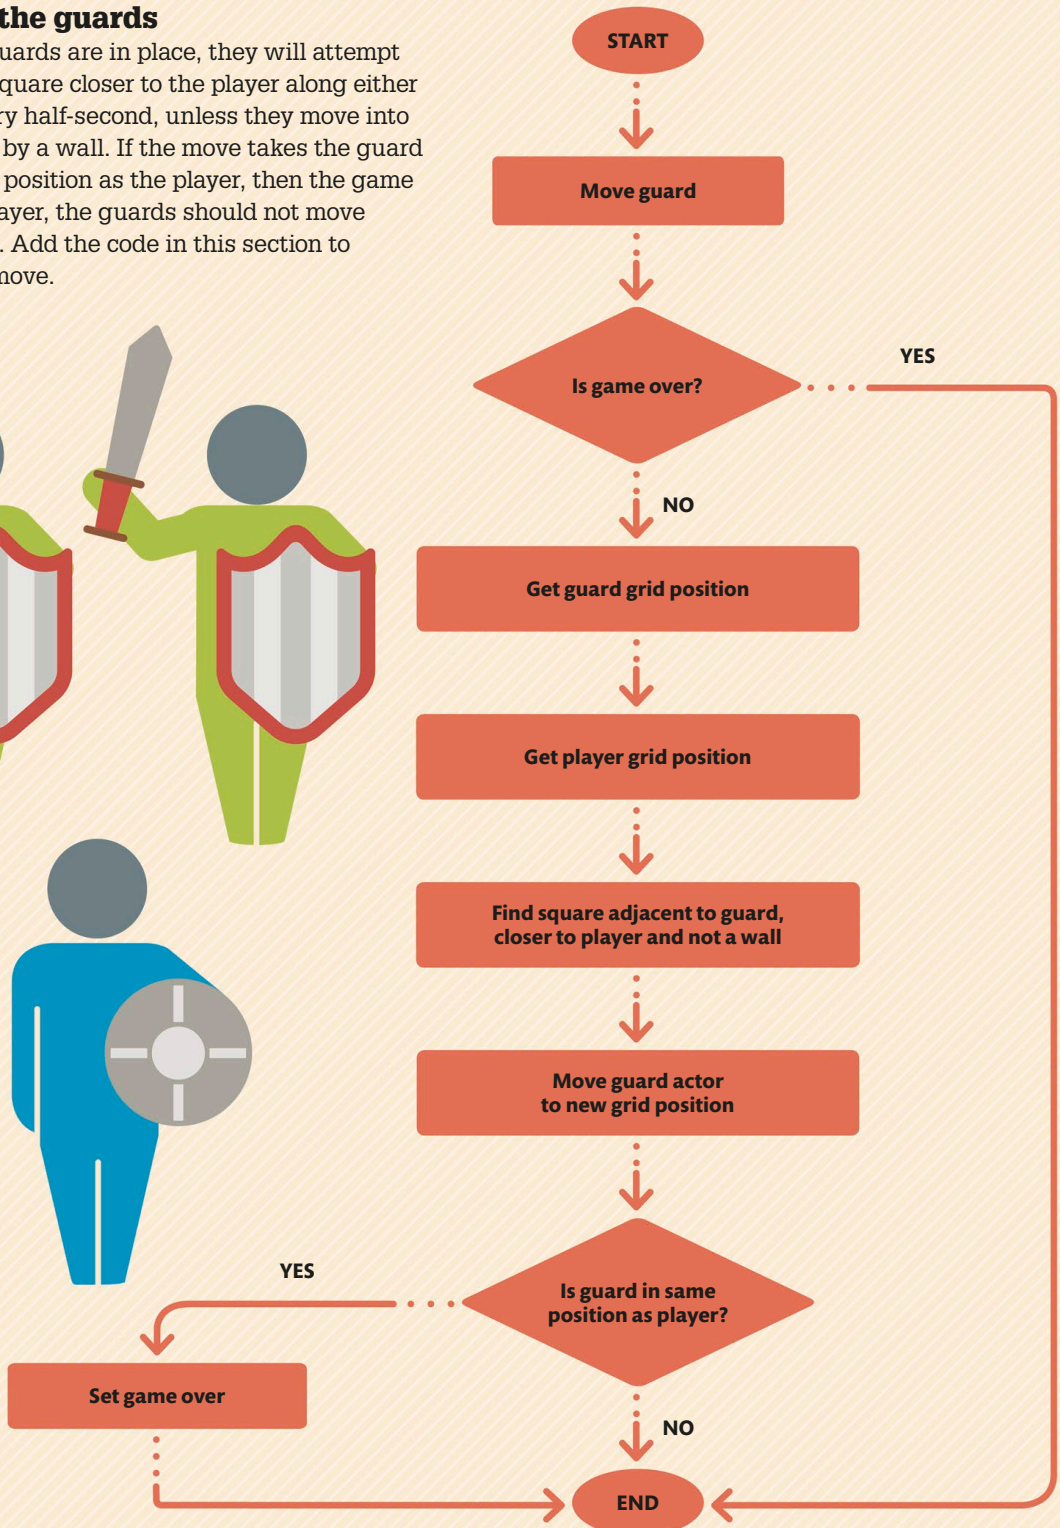 the guards
uards are in place, they will attempt
quare closer to the player along either
ry half-second, unless they move into
by a wall. If the move takes the guard
position as the player, then the game
ayer, the guards should not move
. Add the code in this section to
move.
START
Move guard
Is game over?
YES
NO
Get guard grid position
Get player grid position
Find square adjacent to guard,
closer to player and not a wall
Move guard actor
to new grid position
Is guard in same
position as player?
YES
Set game over
NO
END